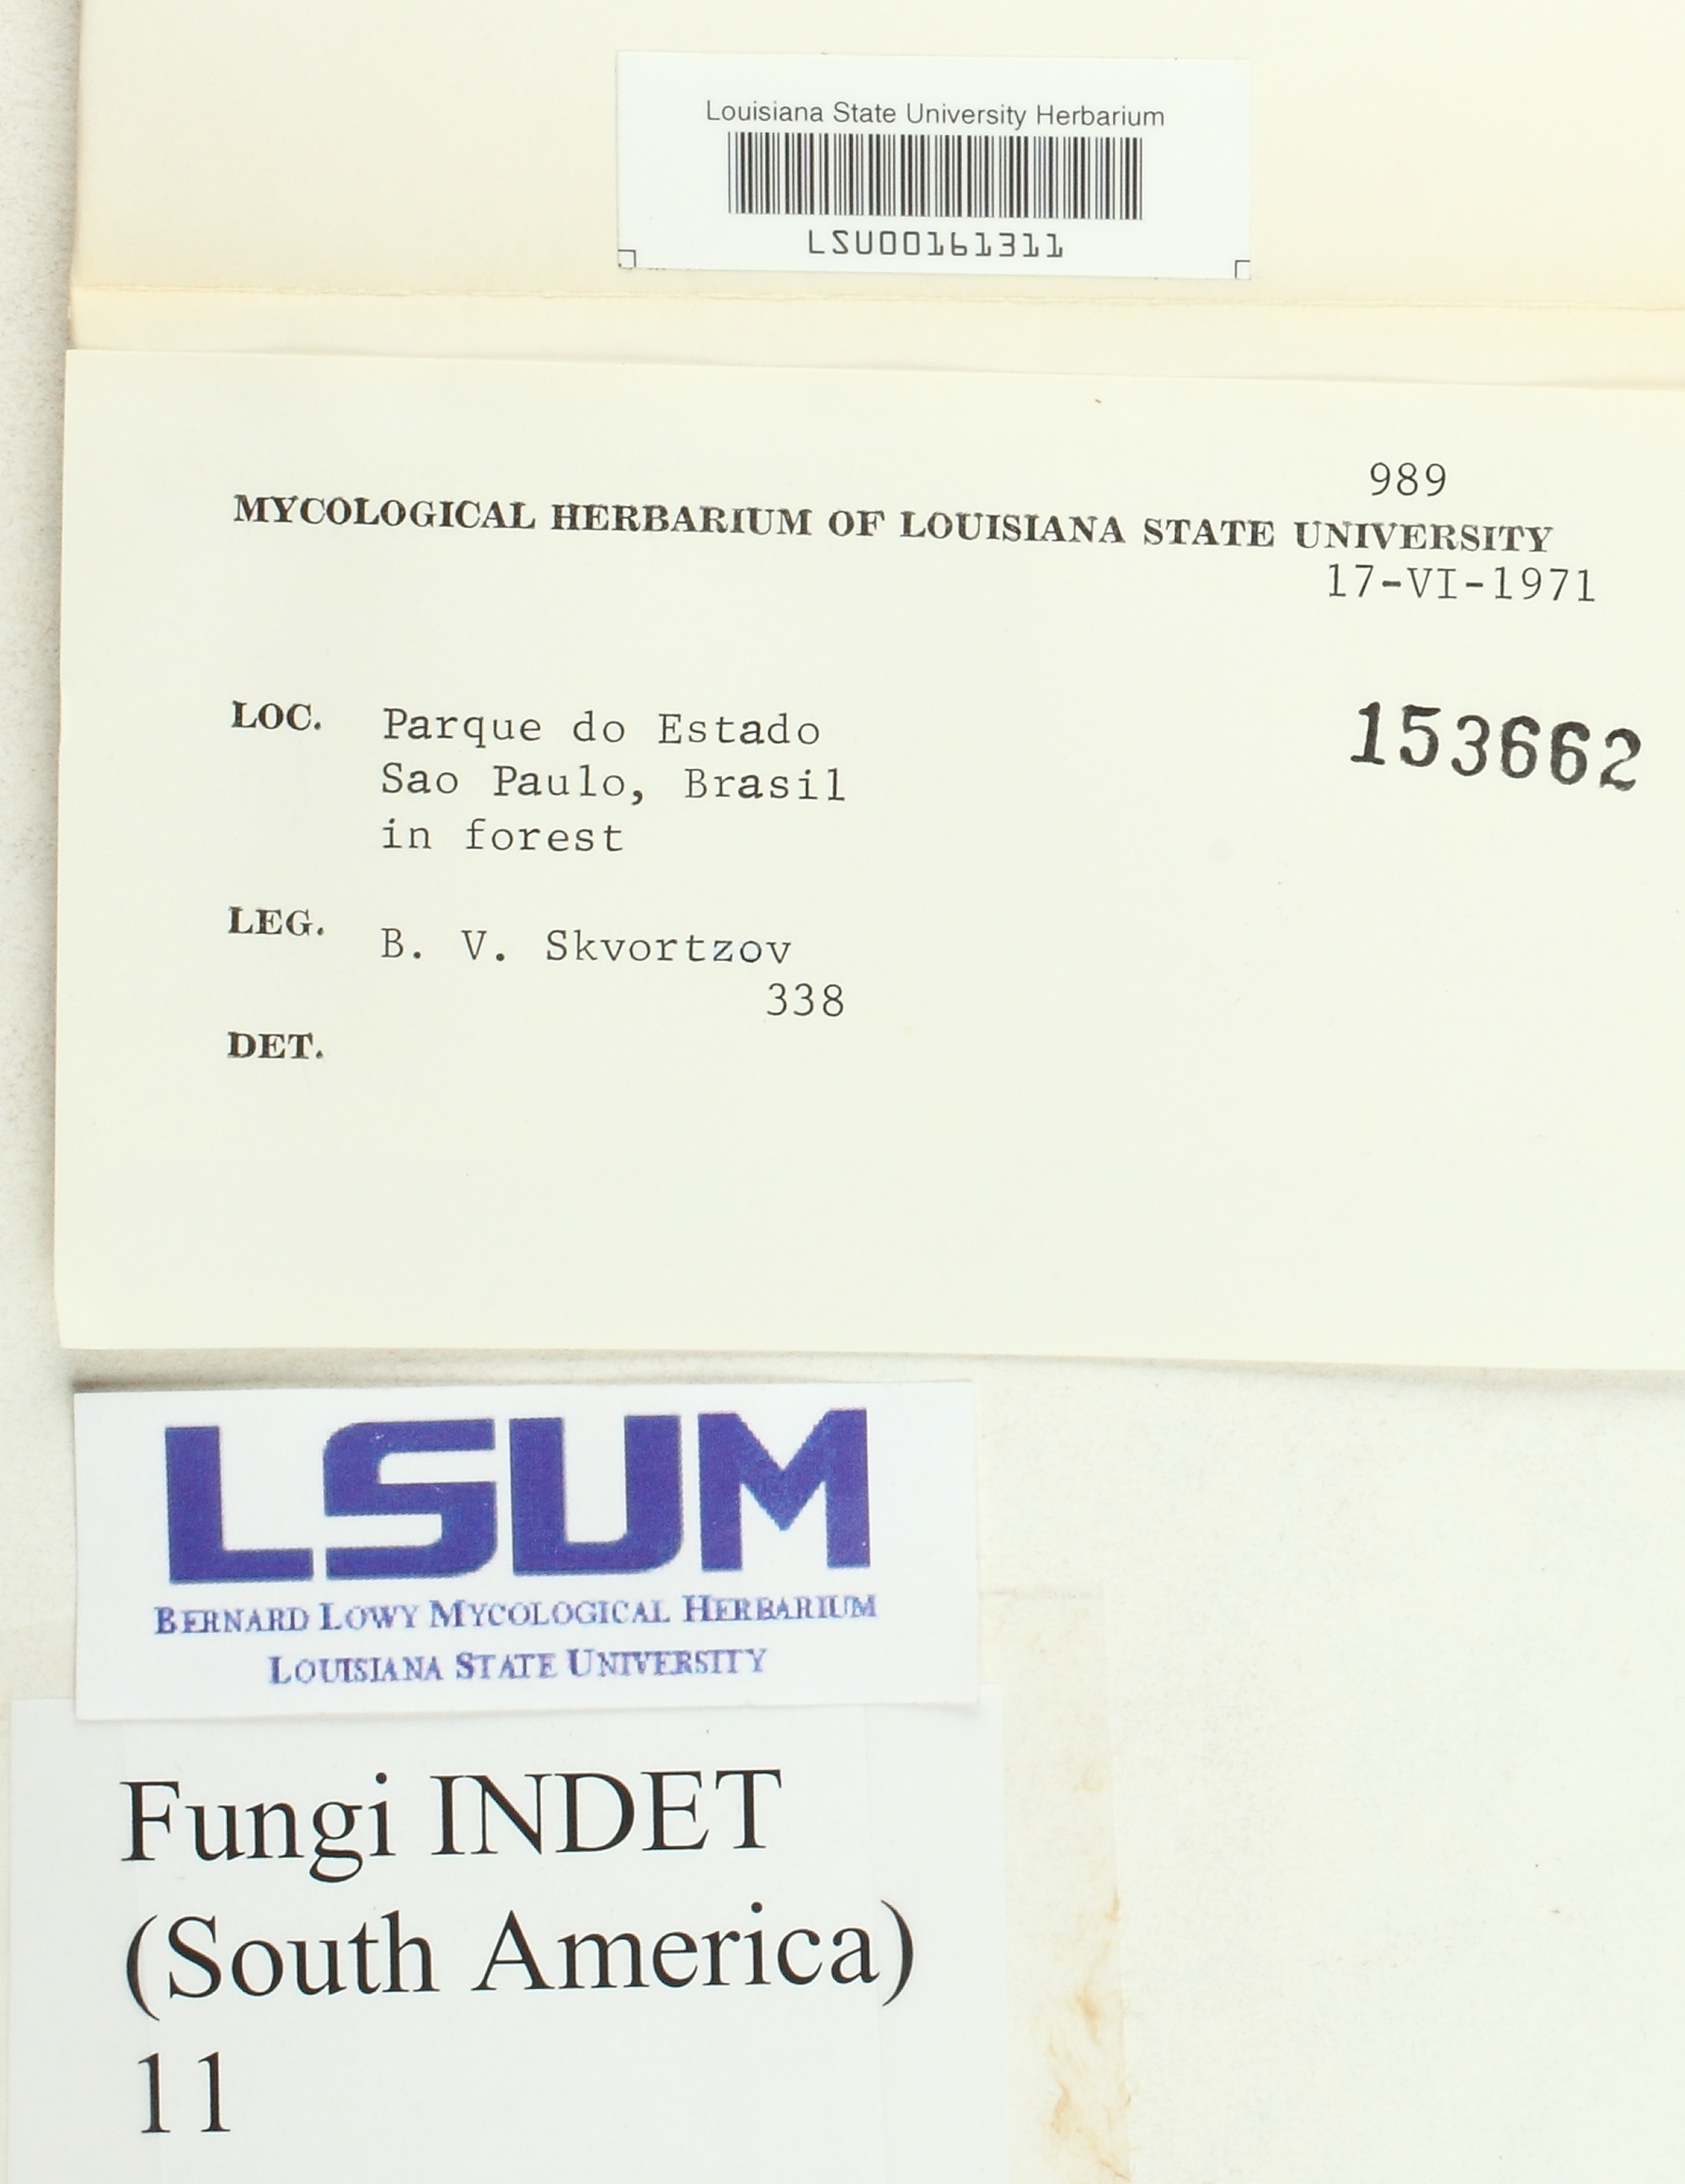 Louisiana State University Herbarium
LSU00161311
989
MYCOLOGICAL HERBARIUM OF LOUISIANA STATE UNIVERSITY
17-VI-1971
LOC. Parque do Estado
153662
Sao Paulo, Brasil
in forest
LEG. B. V. Skvortzov
338
DET.
LSUM
BERNARD LOWY MYCOLOGICAL HERBARIUM
LOUISIANA STATE UNIVERSITY
Fungi INDET
(South America)
11